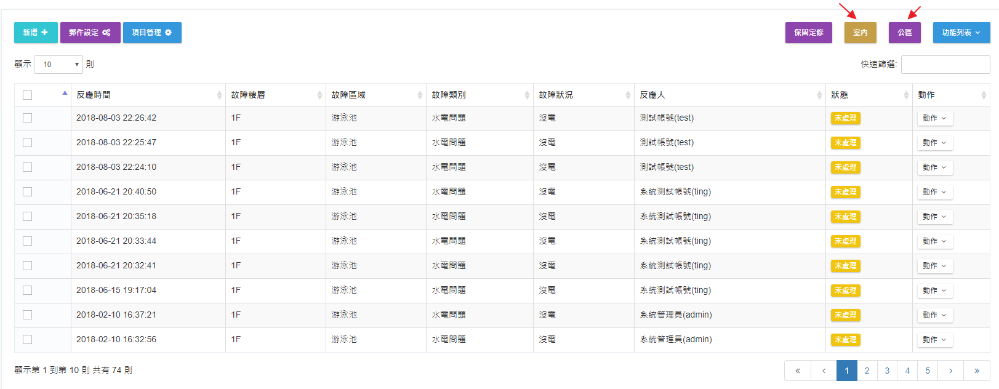 新增 郵件設定 項目管理 保固定修 室內 公區 功能列表
顯示 10 則 快速篩選:
反應時間 故障樓層 故障區域 故障類別 故障狀況 反應人 狀態 動作
2018-08-03 22:26:42 1F 游泳池 水電問題 沒電 測試帳號(test) 未處理 動作
2018-08-03 22:25:47 1F 游泳池 水電問題 沒電 測試帳號(test) 未處理 動作
2018-08-03 22:24:10 1F 游泳池 水電問題 沒電 測試帳號(test) 未處理 動作
2018-06-21 20:40:50 1F 游泳池 水電問題 沒電 系統測試帳號(ting) 未處理 動作
2018-06-21 20:35:18 1F 游泳池 水電問題 沒電 系統測試帳號(ting) 未處理 動作
2018-06-21 20:33:44 1F 游泳池 水電問題 沒電 系統測試帳號(ting) 未處理 動作
2018-06-21 20:32:41 1F 游泳池 水電問題 沒電 系統測試帳號(ting) 未處理 動作
2018-06-15 19:17:04 1F 游泳池 水電問題 沒電 系統測試帳號(ting) 未處理 動作
2018-02-10 16:37:21 1F 游泳池 水電問題 沒電 系統管理員(admin) 未處理 動作
2018-02-10 16:32:56 1F 游泳池 水電問題 沒電 系統管理員(admin) 未處理 動作
顯示第 1 到第 10 則 共有 74 則 « ‹ 1 2 3 4 5 › »